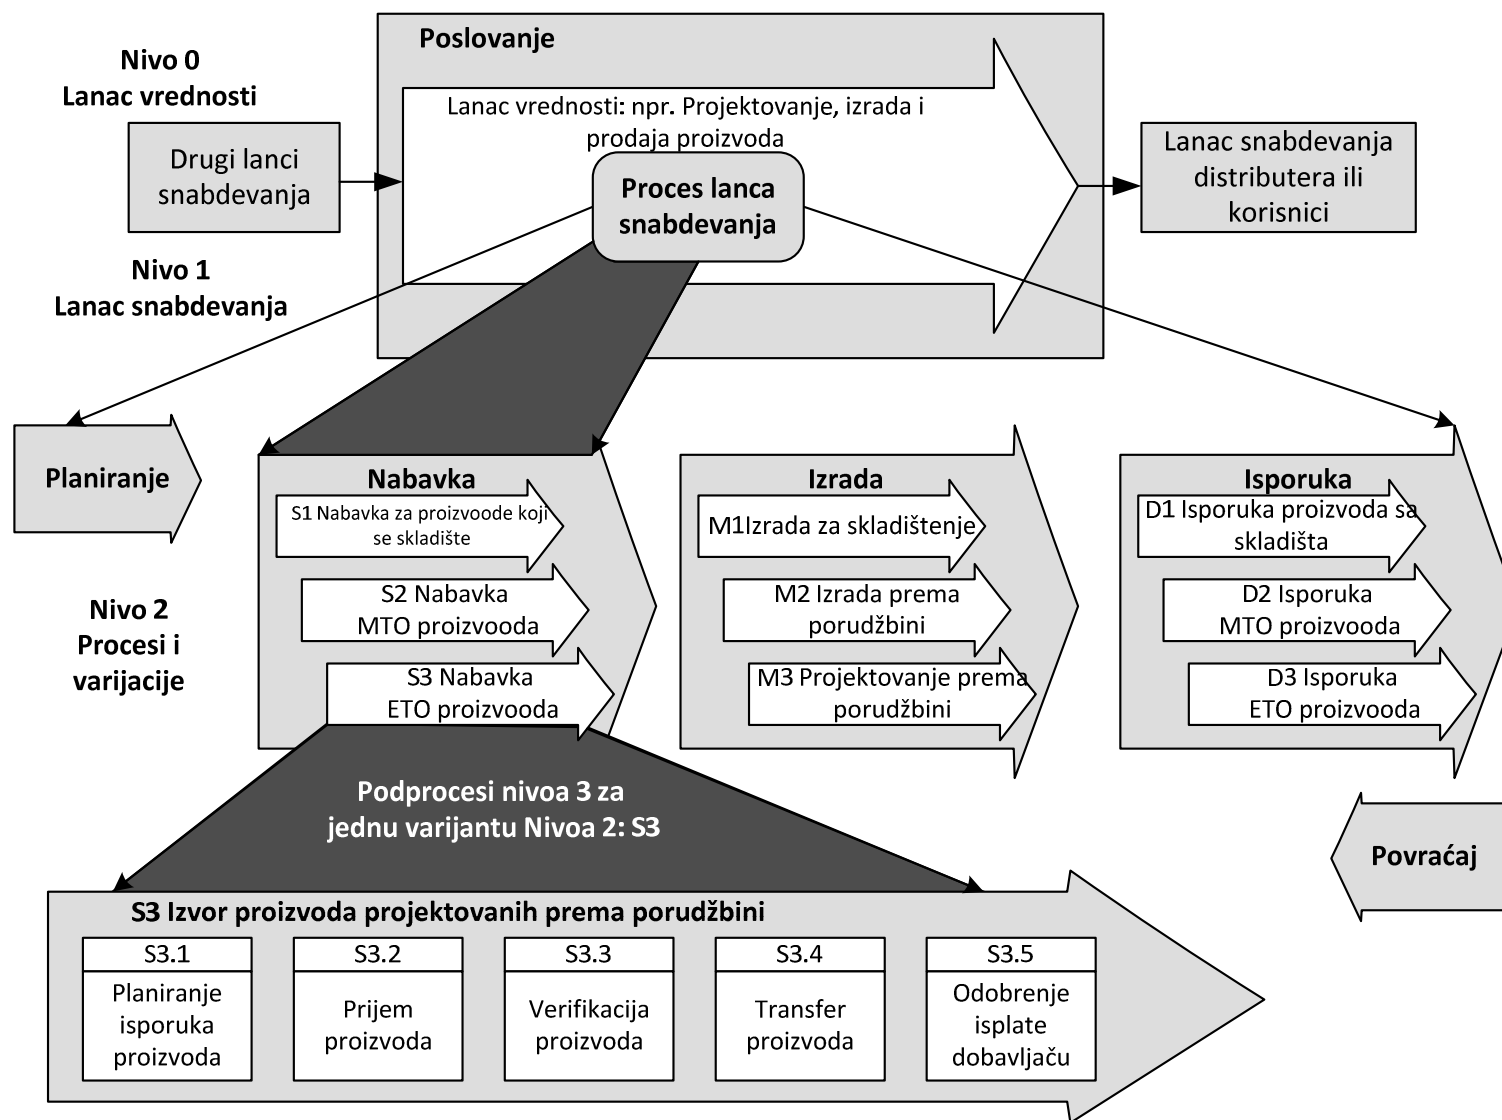 Nivo 0
Lanac vrednosti
Poslovanje
Lanac vrednosti: npr. Projektovanje, izrada i
prodaja proizvoda
Drugi lanci
snabdevanja
Proces lanca
snabdevanja
Lanac snabdevanja
distributera ili
korisnici
Nivo 1
Lanac snabdevanja
Planiranje
Nabavka
S1 Nabavka za proizvoode koji
se skladište
S2 Nabavka
MTO proizvooda
S3 Nabavka
ETO proizvooda
Izrada
M1Izrada za skladištenje
M2 Izrada prema
porudžbini
M3 Projektovanje prema
porudžbini
Isporuka
D1 Isporuka proizvoda sa
skladišta
D2 Isporuka
MTO proizvooda
D3 Isporuka
ETO proizvooda
Nivo 2
Procesi i
varijacije
Podprocesi nivoa 3 za
jednu varijantu Nivoa 2: S3
Povraćaj
S3 Izvor proizvoda projektovanih prema porudžbini
S3.1
Planiranje
isporuka
proizvoda
S3.2
Prijem
proizvoda
S3.3
Verifikacija
proizvoda
S3.4
Transfer
proizvoda
S3.5
Odobrenje
isplate
dobavljaču